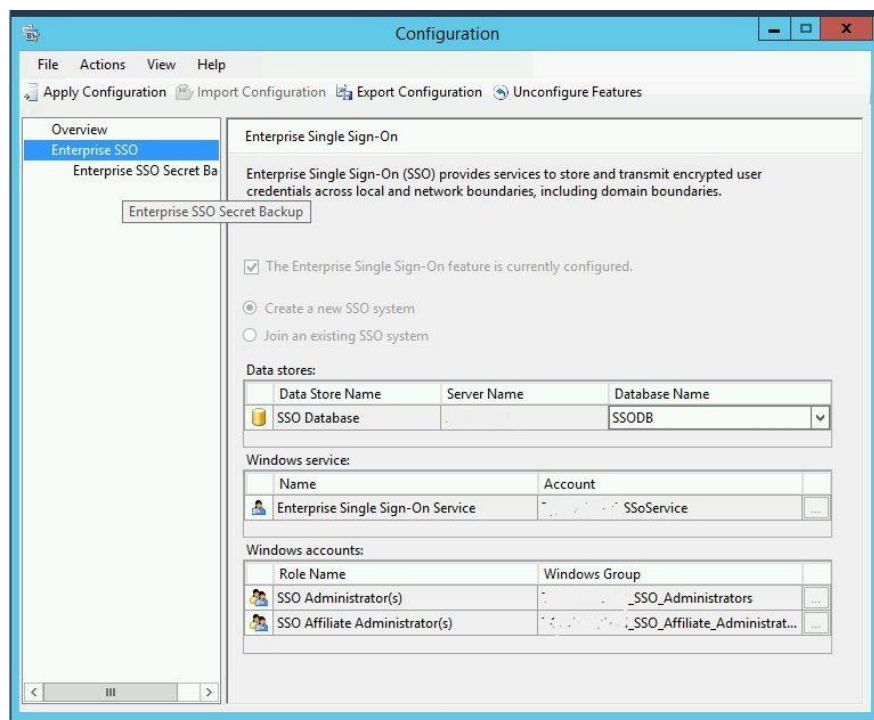 Configuration
File Actions View Help
Apply Configuration Import Configuration Export Configuration Unconfigure Features
Overview
Enterprise SSO
Enterprise SSO Secret Ba
Enterprise SSO Secret Backup
Enterprise Single Sign-On
Enterprise Single Sign-On (SSO) provides services to store and transmit encrypted user
credentials across local and network boundaries, including domain boundaries.
The Enterprise Single Sign-On feature is currently configured.
Create a new SSO system
Join an existing SSO system
Data stores:
Data Store Name Server Name Database Name
SSO Database SSODB
Windows service:
Name Account
Enterprise Single Sign-On Service SSoService
Windows accounts:
Role Name Windows Group
SSO Administrator(s) _SSO_Administrators
SSO Affiliate Administrator(s) _SSO_Affiliate_Administrat...